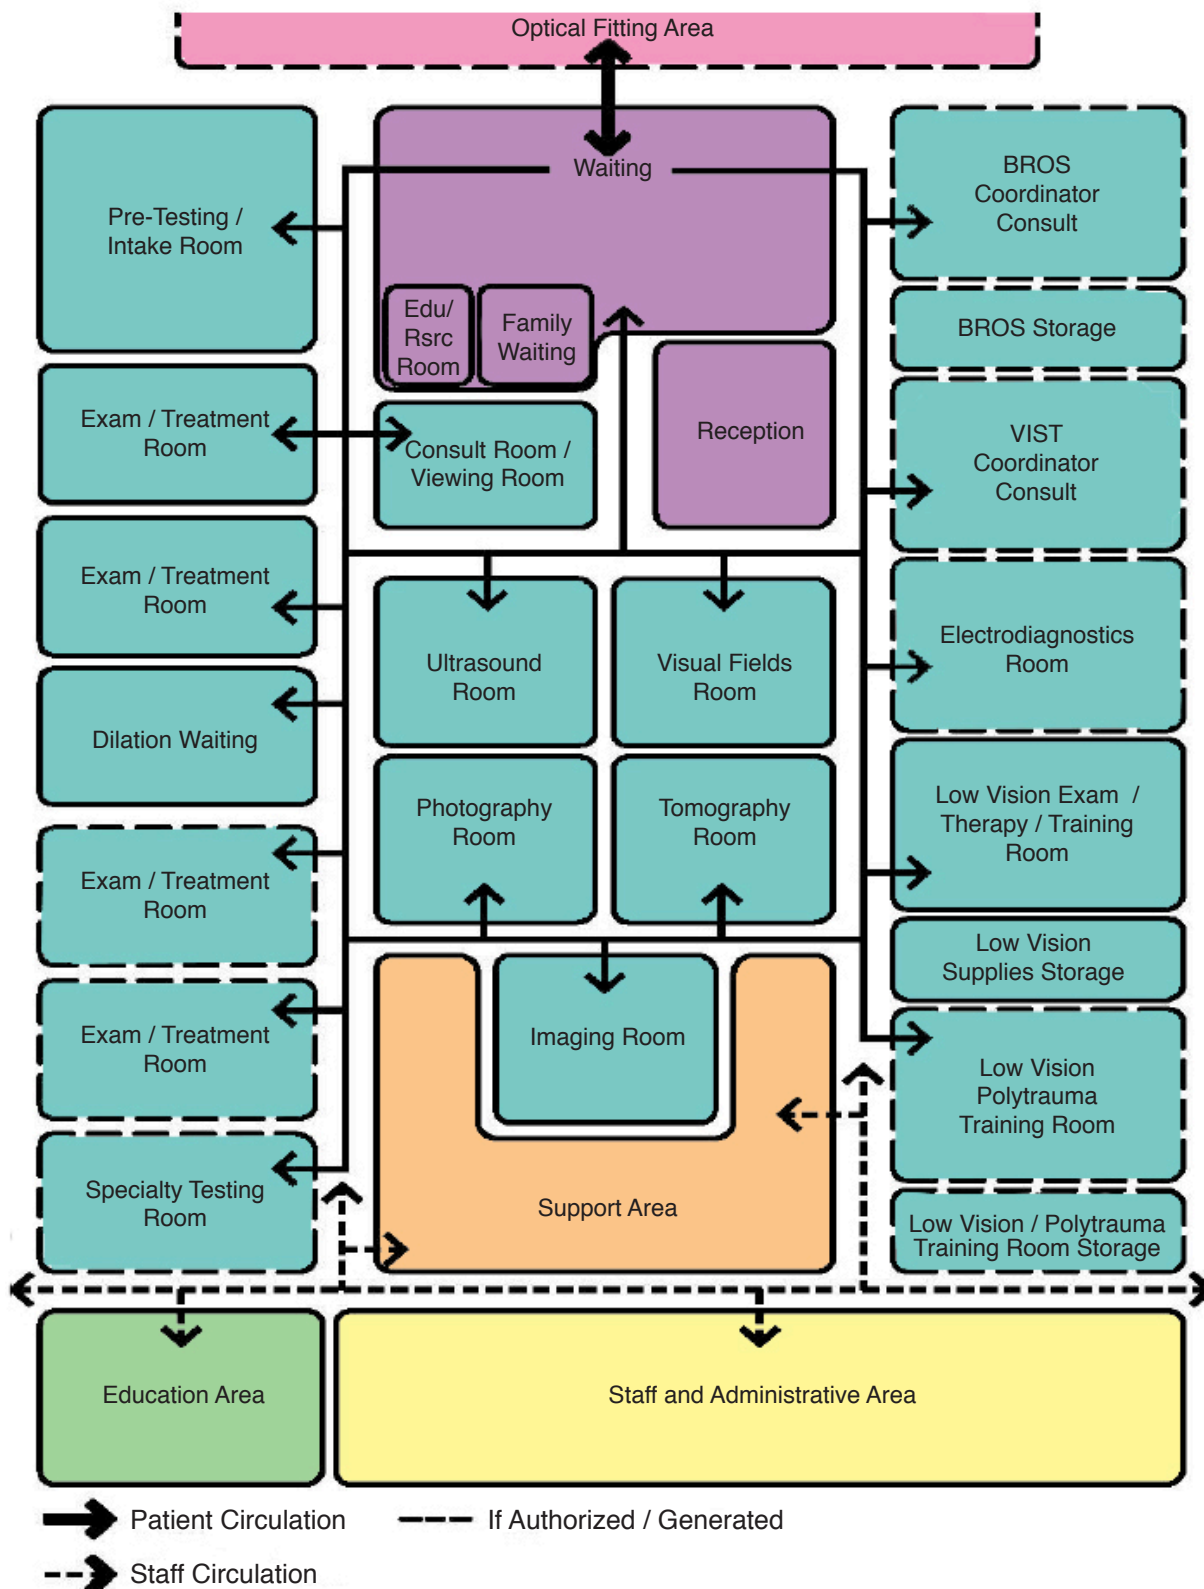 Optical Fitting Area
Waiting
Edu/
Rsrc
Room
Family
Waiting
Reception
Pre-Testing /
Intake Room
Exam / Treatment
Room
Exam / Treatment
Room
Dilation Waiting
Exam / Treatment
Room
Exam / Treatment
Room
Specialty Testing
Room
Consult Room /
Viewing Room
Ultrasound
Room
Visual Fields
Room
Photography
Room
Tomography
Room
Imaging Room
Support Area
BROS
Coordinator
Consult
BROS Storage
VIST
Coordinator
Consult
Electrodiagnostics
Room
Low Vision Exam /
Therapy / Training
Room
Low Vision
Supplies Storage
Low Vision
Polytrauma
Training Room
Low Vision / Polytrauma
Training Room Storage
Education Area
Staff and Administrative Area
Patient Circulation
If Authorized / Generated
Staff Circulation